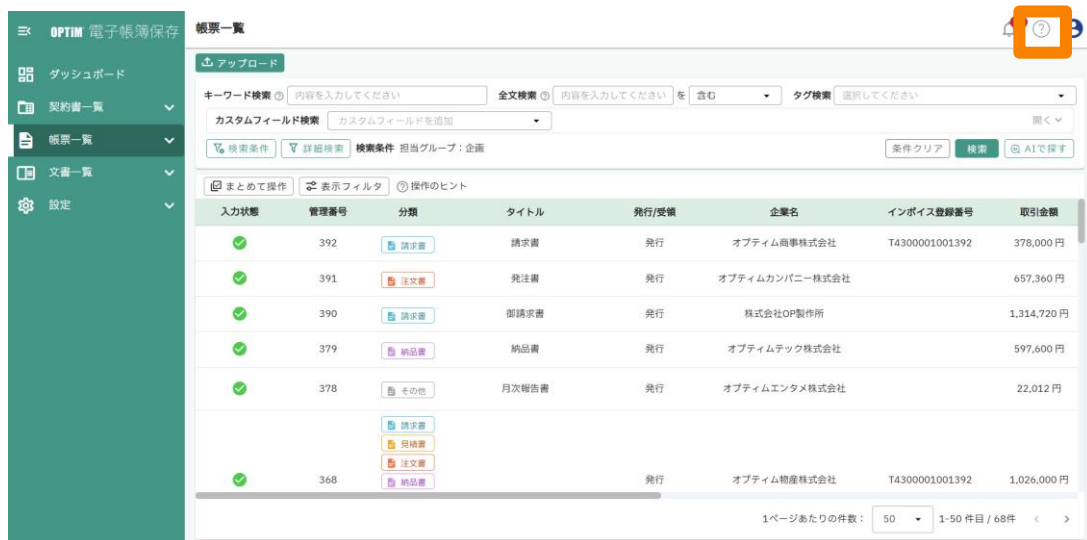 OPTiM 電子帳簿保存
ダッシュボード
契約書一覧
帳票一覧
文書一覧
設定
帳票一覧
アップロード
キーワード検索 内容を入力してください 全文検索 内容を入力してください を 含む タグ検索 選択してください
カスタムフィールド検索 カスタムフィールドを追加 開く
検索条件 詳細検索 検索条件 担当グループ：企画 条件クリア 検索 AIで探す
まとめて操作 表示フィルタ 操作のヒント
入力状態 管理番号 分類 タイトル 発行/受領 企業名 インボイス登録番号 取引金額
392 請求書 請求書 発行 オプティム商事株式会社 T4300001001392 378,000 円
391 注文書 発注書 発行 オプティムカンパニー株式会社 657,360 円
390 請求書 御請求書 発行 株式会社OP製作所 1,314,720 円
379 納品書 納品書 発行 オプティムテック株式会社 597,600 円
378 その他 月次報告書 発行 オプティムエンタメ株式会社 22,012 円
請求書
見積書
注文書
368 納品書 発行 オプティム物産株式会社 T4300001001392 1,026,000 円
1ページあたりの件数： 50 1-50 件目 / 68件